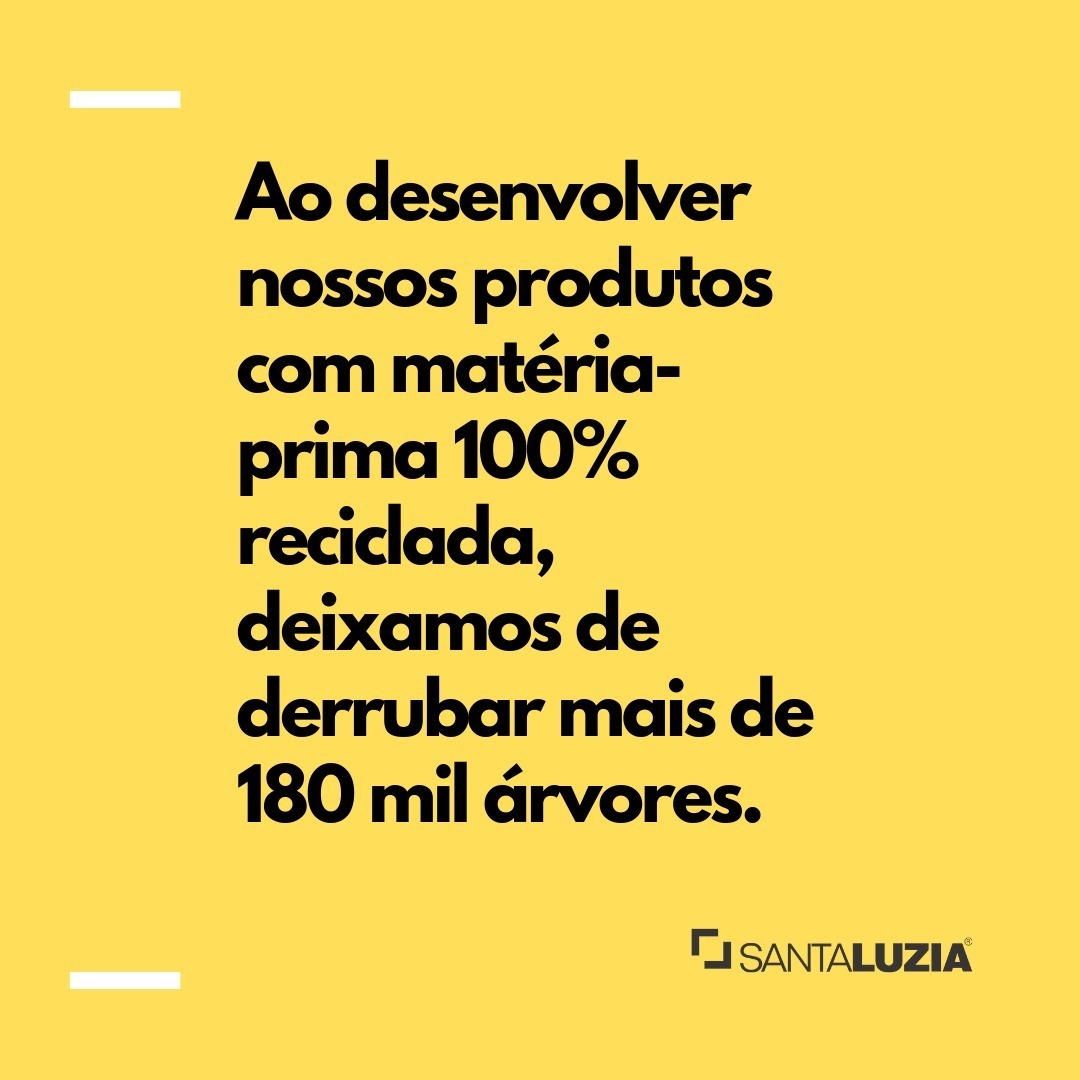 Ao desenvolver
nossos produtos
com matéria-
prima 100%
reciclada,
deixamos de
derrubar mais de
180 mil árvores.
SANTALUZIA®